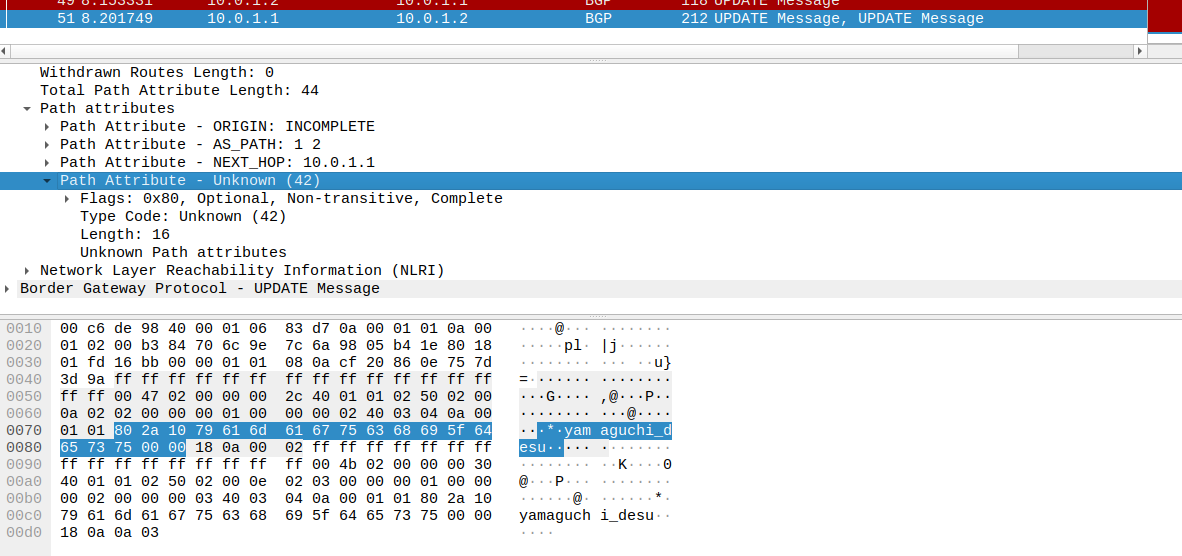 49 8.153331 10.0.1.2 10.0.1.1 BGP 118 UPDATE Message
51 8.201749 10.0.1.1 10.0.1.2 BGP 212 UPDATE Message, UPDATE Message
Withdrawn Routes Length: 0
Total Path Attribute Length: 44
Path attributes
Path Attribute - ORIGIN: INCOMPLETE
Path Attribute - AS_PATH: 1 2
Path Attribute - NEXT_HOP: 10.0.1.1
Path Attribute - Unknown (42)
Flags: 0x80, Optional, Non-transitive, Complete
Type Code: Unknown (42)
Length: 16
Unknown Path attributes
Network Layer Reachability Information (NLRI)
Border Gateway Protocol - UPDATE Message
0010 00 c6 de 98 40 00 01 06 83 d7 0a 00 01 01 0a 00 ····@··· ········
0020 01 02 00 b3 84 70 6c 9e 7c 6a 98 05 b4 1e 80 18 ·····pl· |j······
0030 01 fd 16 bb 00 00 01 01 08 0a cf 20 86 0e 75 7d ········ ··· ··u}
0040 3d 9a ff ff ff ff ff ff ff ff ff ff ff ff ff ff =······· ········
0050 ff ff 00 47 02 00 00 00 2c 40 01 01 02 50 02 00 ···G···· ,@···P··
0060 0a 02 02 00 00 00 01 00 00 00 02 40 03 04 0a 00 ········ ···@····
0070 01 01 80 2a 10 79 61 6d 61 67 75 63 68 69 5f 64 ···*·yam aguchi_d
0080 65 73 75 00 00 18 0a 00 02 ff ff ff ff ff ff ff esu····· ········
0090 ff ff ff ff ff ff ff ff ff 00 4b 02 00 00 00 30 ········ ··K····0
00a0 40 01 01 02 50 02 00 0e 02 03 00 00 00 01 00 00 @···P··· ········
00b0 00 02 00 00 00 03 40 03 04 0a 00 01 01 80 2a 10 ······@· ······*·
00c0 79 61 6d 61 67 75 63 68 69 5f 64 65 73 75 00 00 yamaguch i_desu··
00d0 18 0a 0a 03 ····